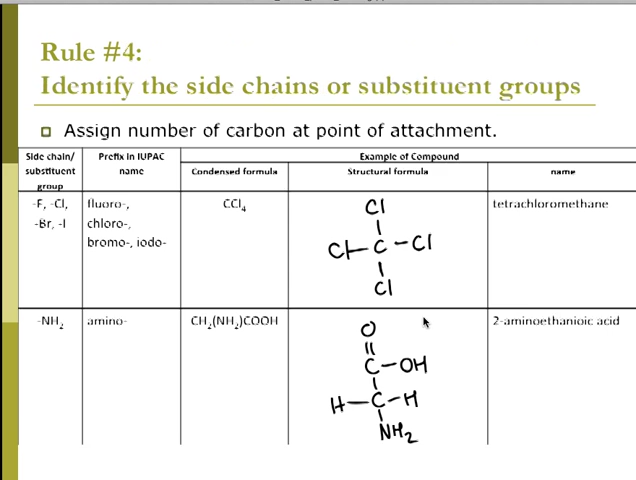 Rule #4:
Identify the side chains or substituent groups
Assign number of carbon at point of attachment.
Side chain/ substituent group
Prefix in IUPAC name
Example of Compound
Condensed formula
Structural formula
name
-F, -Cl,
-Br, -I
fluoro-,
chloro-,
bromo-, iodo-
CCl4
Cl
Cl-C-Cl
Cl
tetrachloromethane
-NH2
amino-
CH2(NH2)COOH
O
C-OH
H-C-H
NH2
2-aminoethanioic acid